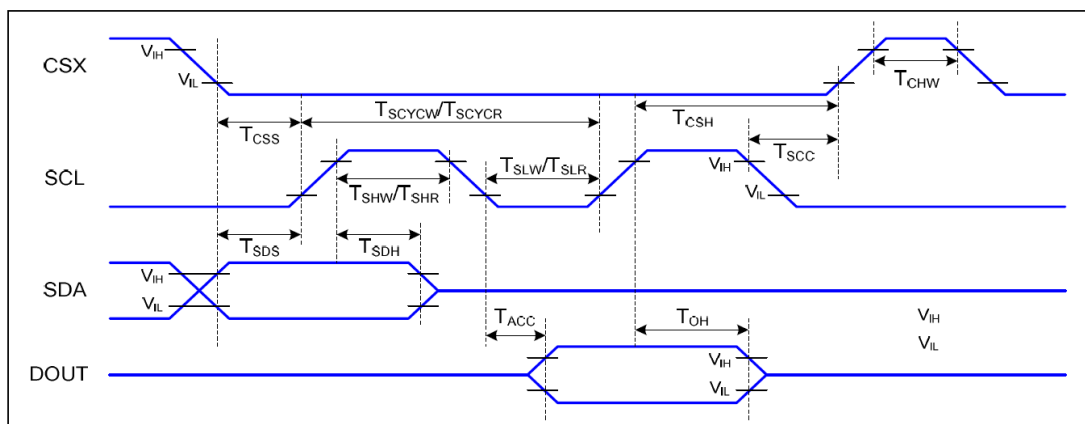 CSX
VIH
VIL
TCHW
TSCYCW/TSCYCR
TCSS
TCSH
SCL
TSLW/TSLR
VIH
TSCC
TSHW/TSHR
VIL
TSDS
TSDH
SDA
VIH
VIL
TACC
TOH
VIH
VIL
DOUT
VIH
VIL